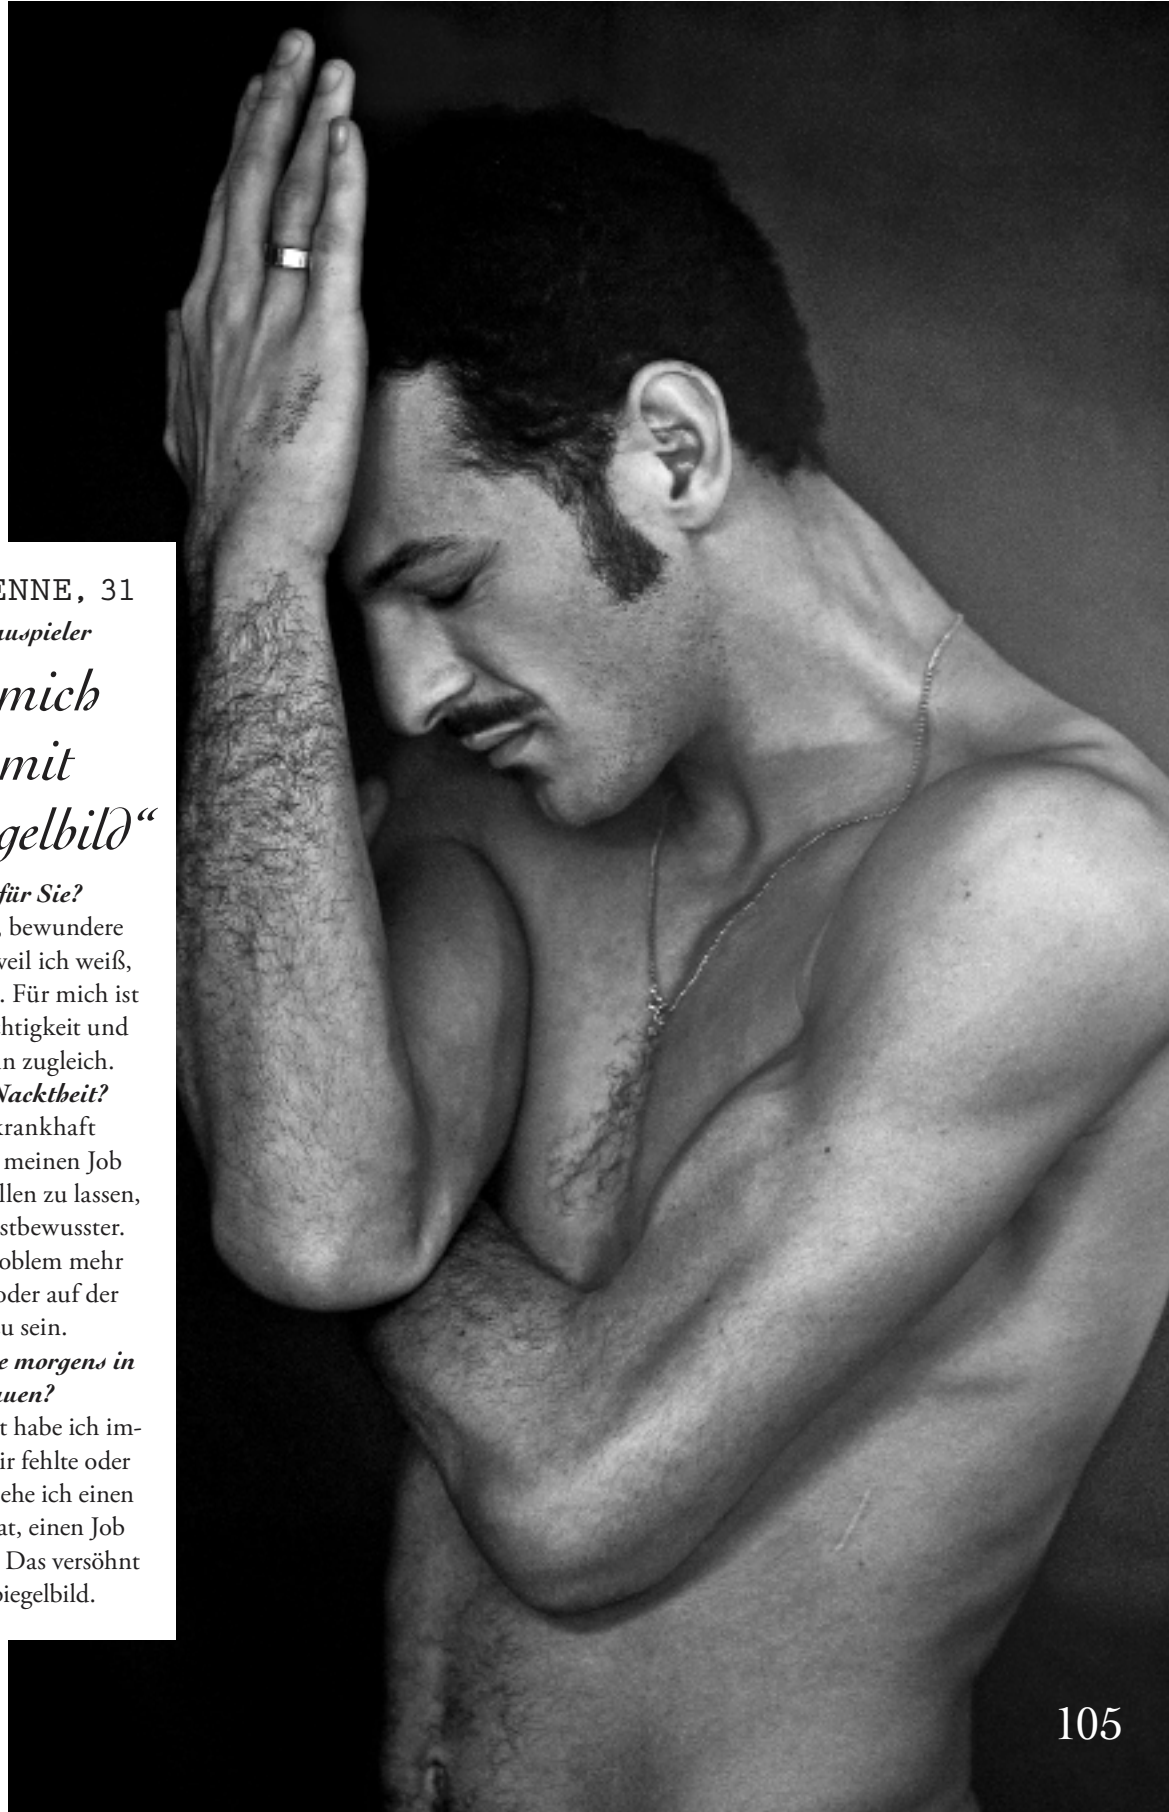 ENNE, 31
auspieler
mich
mit
gelbild“
für Sie?
, bewundere
weil ich weiß,
. Für mich ist
chtigkeit und
n zugleich.
Nacktheit?
krankhaft
meinen Job
llen zu lassen,
stbewusster.
oblem mehr
oder auf der
u sein.
e morgens in
auen?
t habe ich im-
ir fehlte oder
ehe ich einen
at, einen Job
Das versöhnt
piegelbild.
105